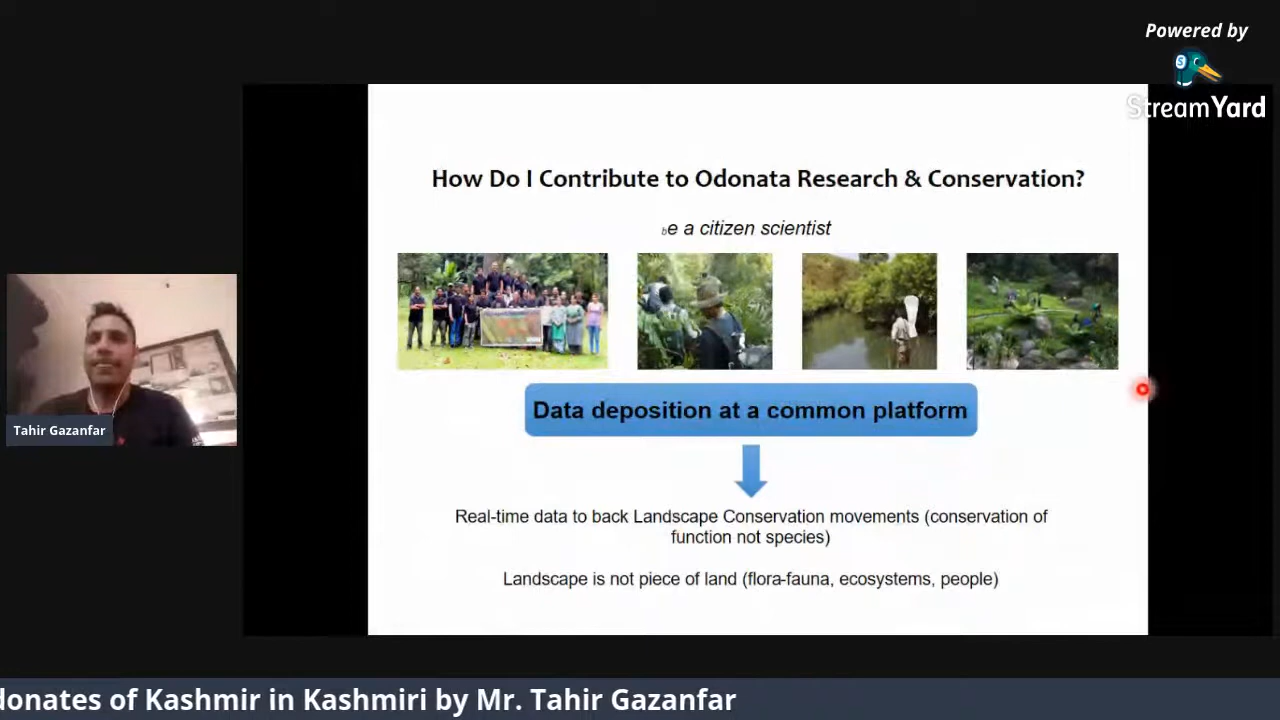 Powered by
StreamYard
How Do I Contribute to Odonata Research & Conservation?
be a citizen scientist
Data deposition at a common platform
Real-time data to back Landscape Conservation movements (conservation of
function not species)
Landscape is not piece of land (flora-fauna, ecosystems, people)
Tahir Gazanfar
donates of Kashmir in Kashmiri by Mr. Tahir Gazanfar